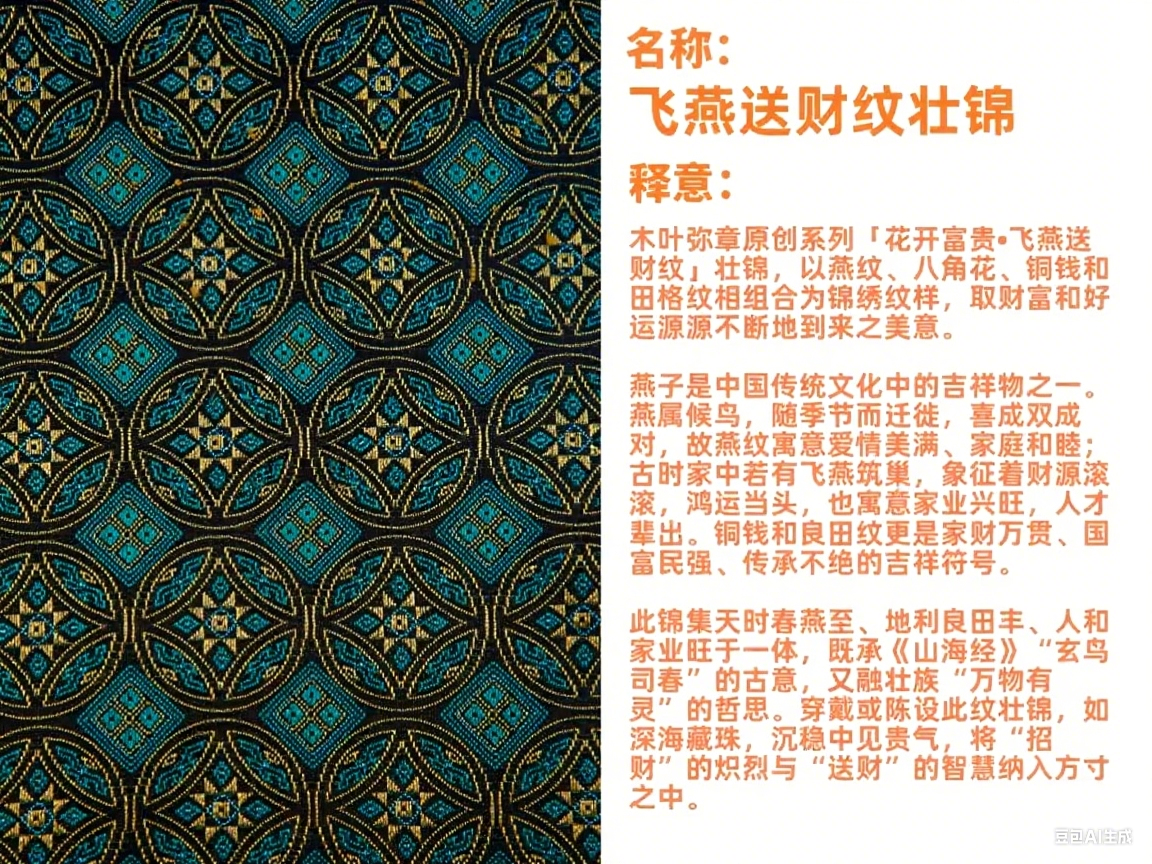 名称：
飞燕送财纹壮锦
释意：
木叶弥章原创系列「花开富贵•飞燕送
财纹」壮锦，以燕纹、八角花、铜钱和
田格纹相组合为锦绣纹样，取财富和好
运源源不断地到来之美意。
燕子是中国传统文化中的吉祥物之一。
燕属候鸟，随季节而迁徙，喜成双成
对，故燕纹寓意爱情美满、家庭和睦；
古时家中若有飞燕筑巢，象征着财源滚
滚，鸿运当头，也寓意家业兴旺，人才
辈出。铜钱和良田纹更是家财万贯、国
富民强、传承不绝的吉祥符号。
此锦集天时春燕至、地利良田丰、人和
家业旺于一体，既承《山海经》“玄鸟
司春”的古意，又融壮族“万物有
灵”的哲思。穿戴或陈设此纹壮锦，如
深海藏珠，沉稳中见贵气，将“招
财”的炽烈与“送财”的智慧纳入方寸
之中。
豆包AI生成